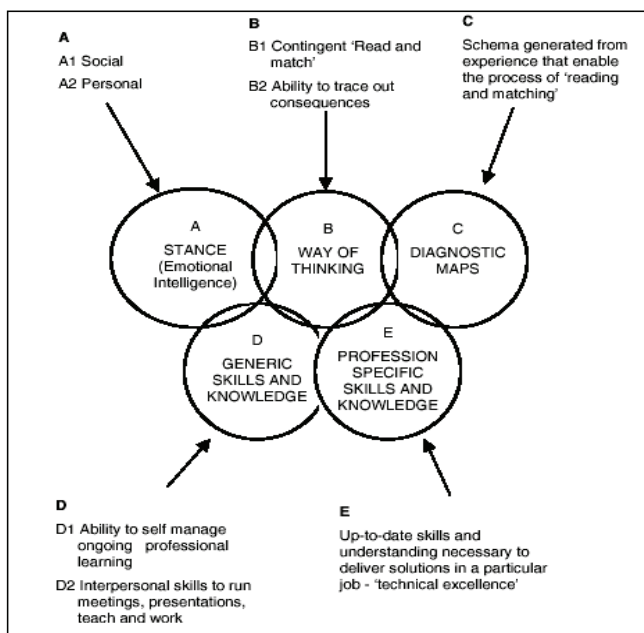 A
A1 Social
A2 Personal
B
B1 Contingent ‘Read and
match’
B2 Ability to trace out
consequences
C
Schema generated from
experience that enable
the process of ‘reading
and matching’
A
STANCE
(Emotional
Intelligence)
B
WAY OF
THINKING
C
DIAGNOSTIC
MAPS
D
GENERIC
SKILLS AND
KNOWLEDGE
E
PROFESSION
SPECIFIC
SKILLS AND
KNOWLEDGE
D
D1 Ability to self manage
ongoing professional
learning
D2 Interpersonal skills to run
meetings, presentations,
teach and work
E
Up-to-date skills and
understanding necessary to
deliver solutions in a particular
job - ‘technical excellence’